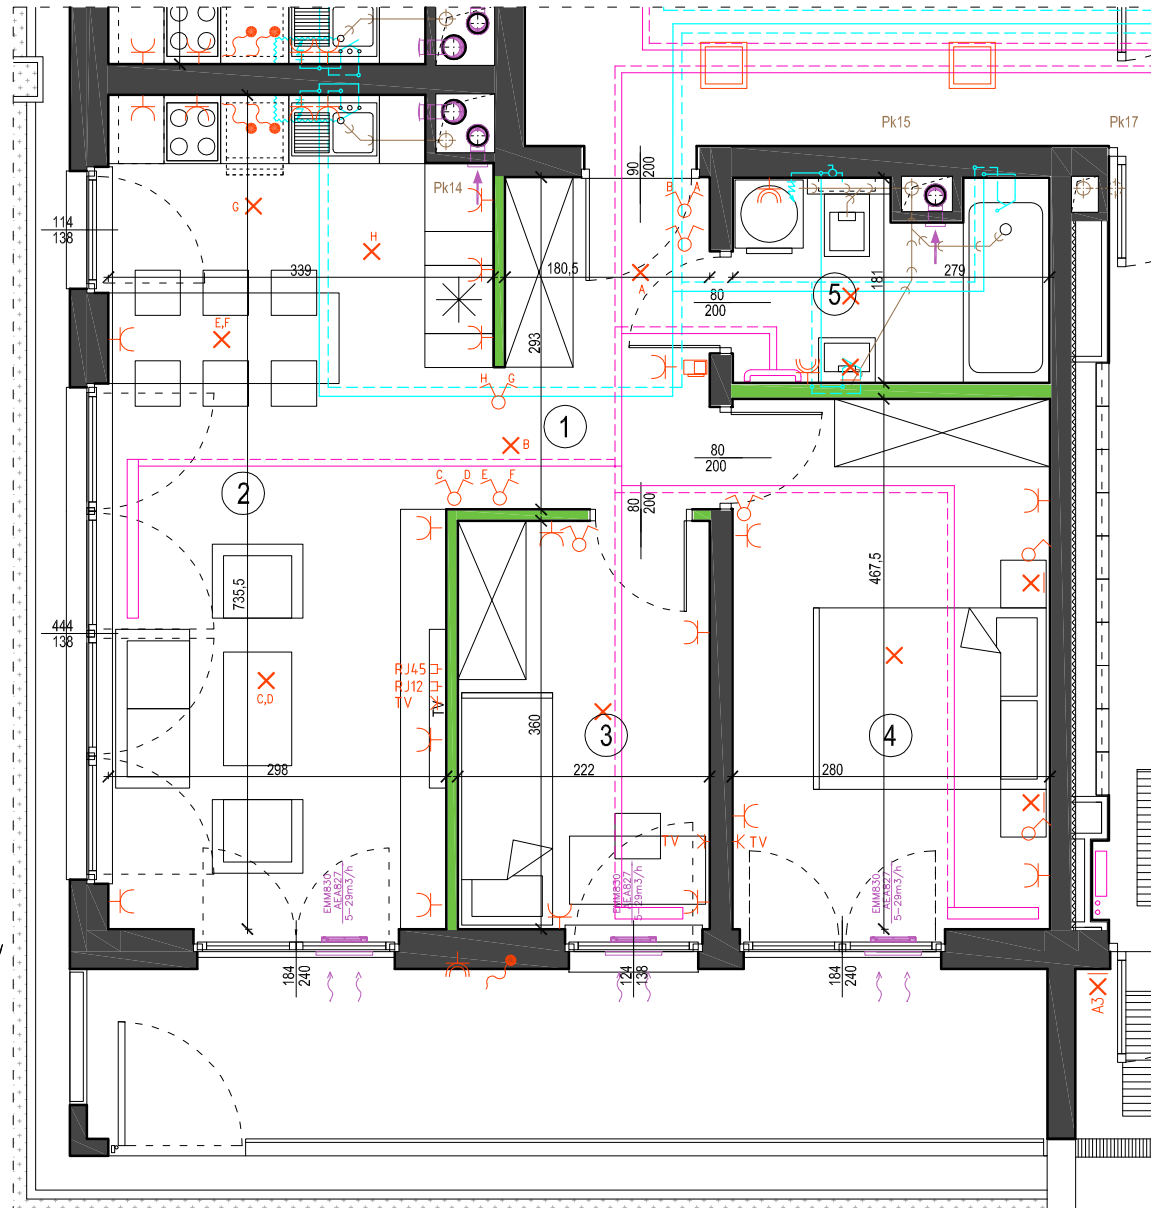 Pk15
Pk17
Pk14
90
200
B A
G
H
A
114
138
339
180,5
181
279
5
80
200
E,F
293
H G
1
B
C D E F
80
200
80
200
2
735,5
467,5
444
138
RJ45
RJ12
TV
TV
C,D
360
3
4
298
222
280
TV
TV
EMM830
AEA827
5-29m3/h
EMM830
AEA827
5-29m3/h
EMM830
AEA827
5-29m3/h
184
240
124
138
184
240
A3